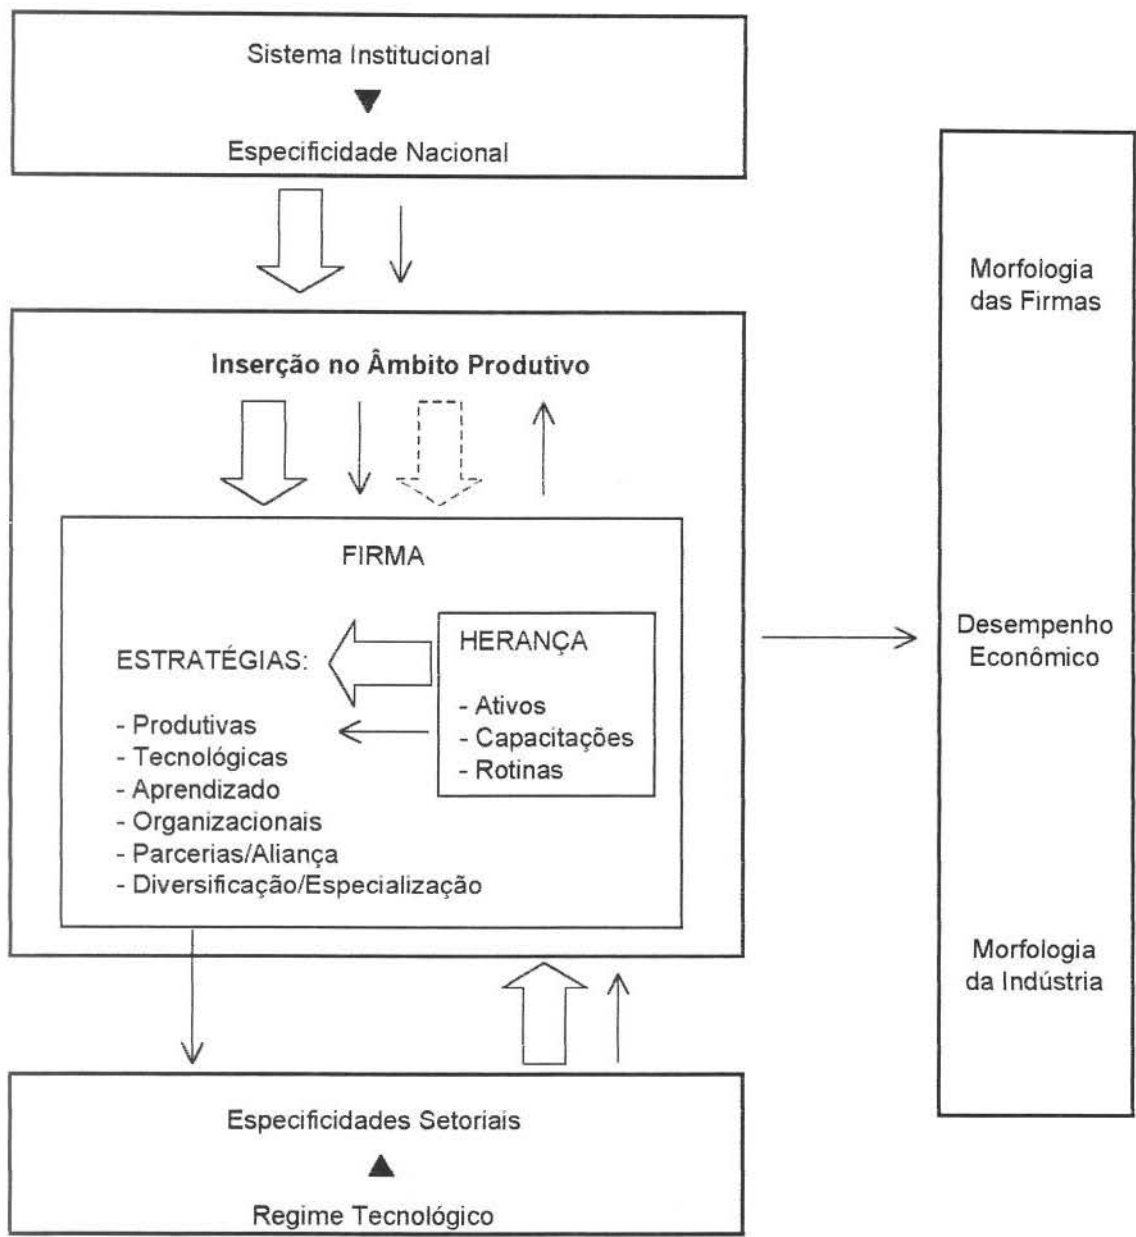 Sistema Institucional
Especificidade Nacional
Inserção no Âmbito Produtivo
FIRMA
ESTRATÉGIAS:
- Produtivas
- Tecnológicas
- Aprendizado
- Organizacionais
- Parcerias/Aliança
- Diversificação/Especialização
HERANÇA
- Ativos
- Capacitações
- Rotinas
Especificidades Setoriais
Regime Tecnológico
Morfologia
das Firmas
Desempenho
Econômico
Morfologia
da Indústria